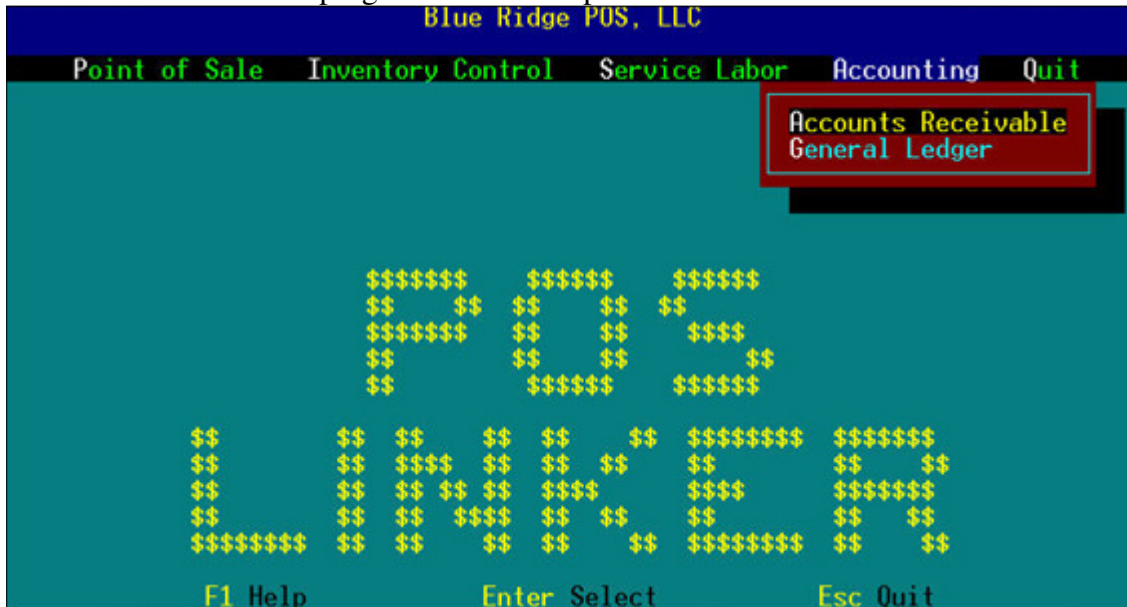 Blue Ridge POS, LLC
Point of Sale Inventory Control Service Labor Accounting Quit
Accounts Receivable
General Ledger
POS
LINKER
F1 Help Enter Select Esc Quit